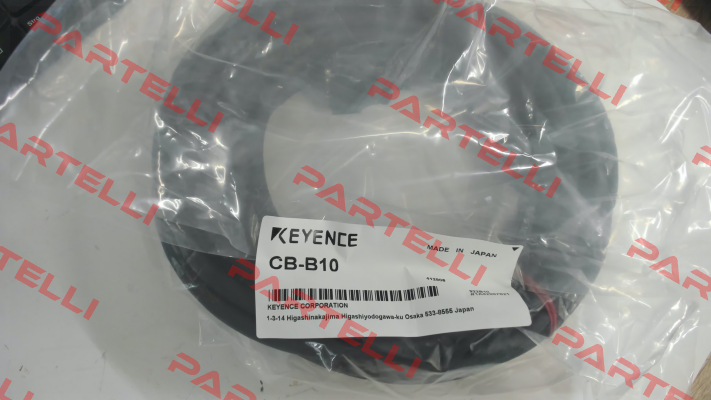 KEYENCE
MADE IN JAPAN
CB-B10
KEYENCE CORPORATION
1-3-14 Higashinakajima Higashiyodogawa-ku Osaka 533-8555 Japan
PARTELLI
PARTELLI
PARTELLI
PARTELLI
PARTELLI
PARTELLI
PARTELLI
PARTELLI
PARTELLI